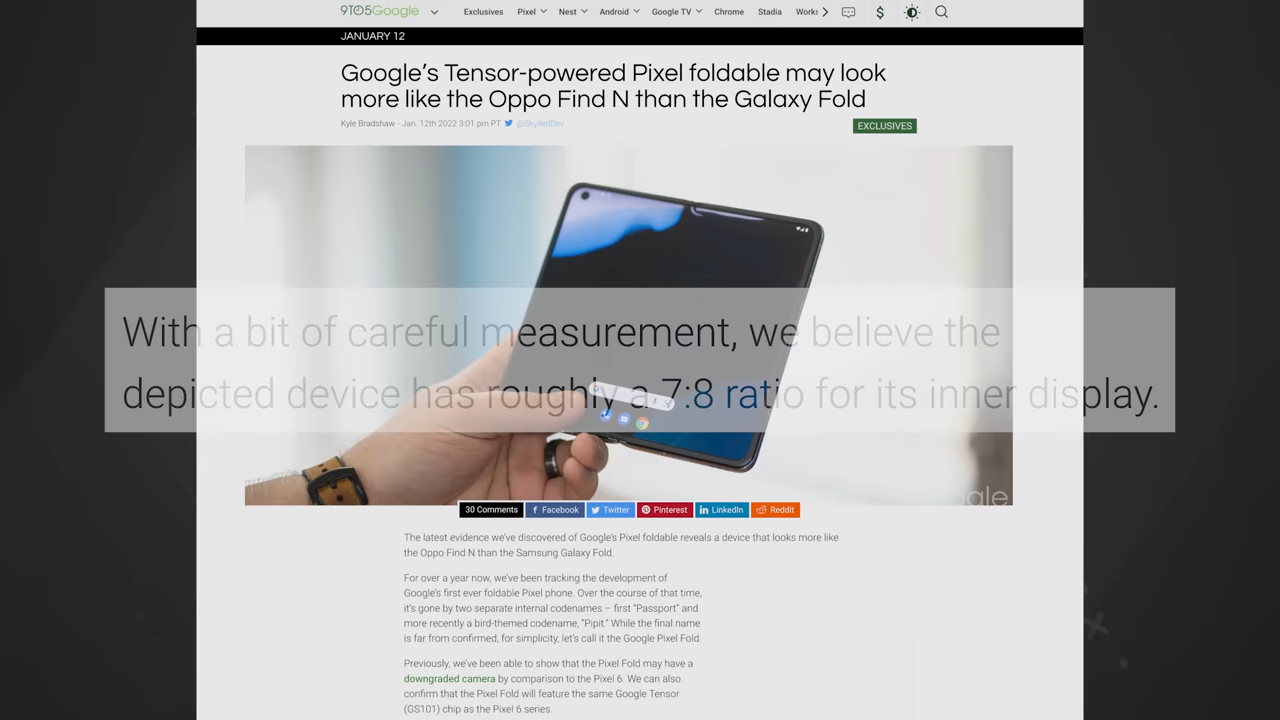 9TO5Google
Exclusives Pixel Nest Android Google TV Chrome Stadia Works
JANUARY 12
Google's Tensor-powered Pixel foldable may look
more like the Oppo Find N than the Galaxy Fold
Kyle Bradshaw - Jan. 12th 2022 3:01 pm PT @SkylledDev
EXCLUSIVES
With a bit of careful measurement, we believe the
depicted device has roughly a 7:8 ratio for its inner display.
30 Comments Facebook Twitter Pinterest LinkedIn Reddit
The latest evidence we've discovered of Google's Pixel foldable reveals a device that looks more like
the Oppo Find N than the Samsung Galaxy Fold.
For over a year now, we've been tracking the development of
Google's first ever foldable Pixel phone. Over the course of that time,
it's gone by two separate internal codenames – first "Passport" and
more recently a bird-themed codename, "Pipit." While the final name
is far from confirmed, for simplicity, let's call it the Google Pixel Fold.
Previously, we've been able to show that the Pixel Fold may have a
downgraded camera by comparison to the Pixel 6. We can also
confirm that the Pixel Fold will feature the same Google Tensor
(GS101) chip as the Pixel 6 series.